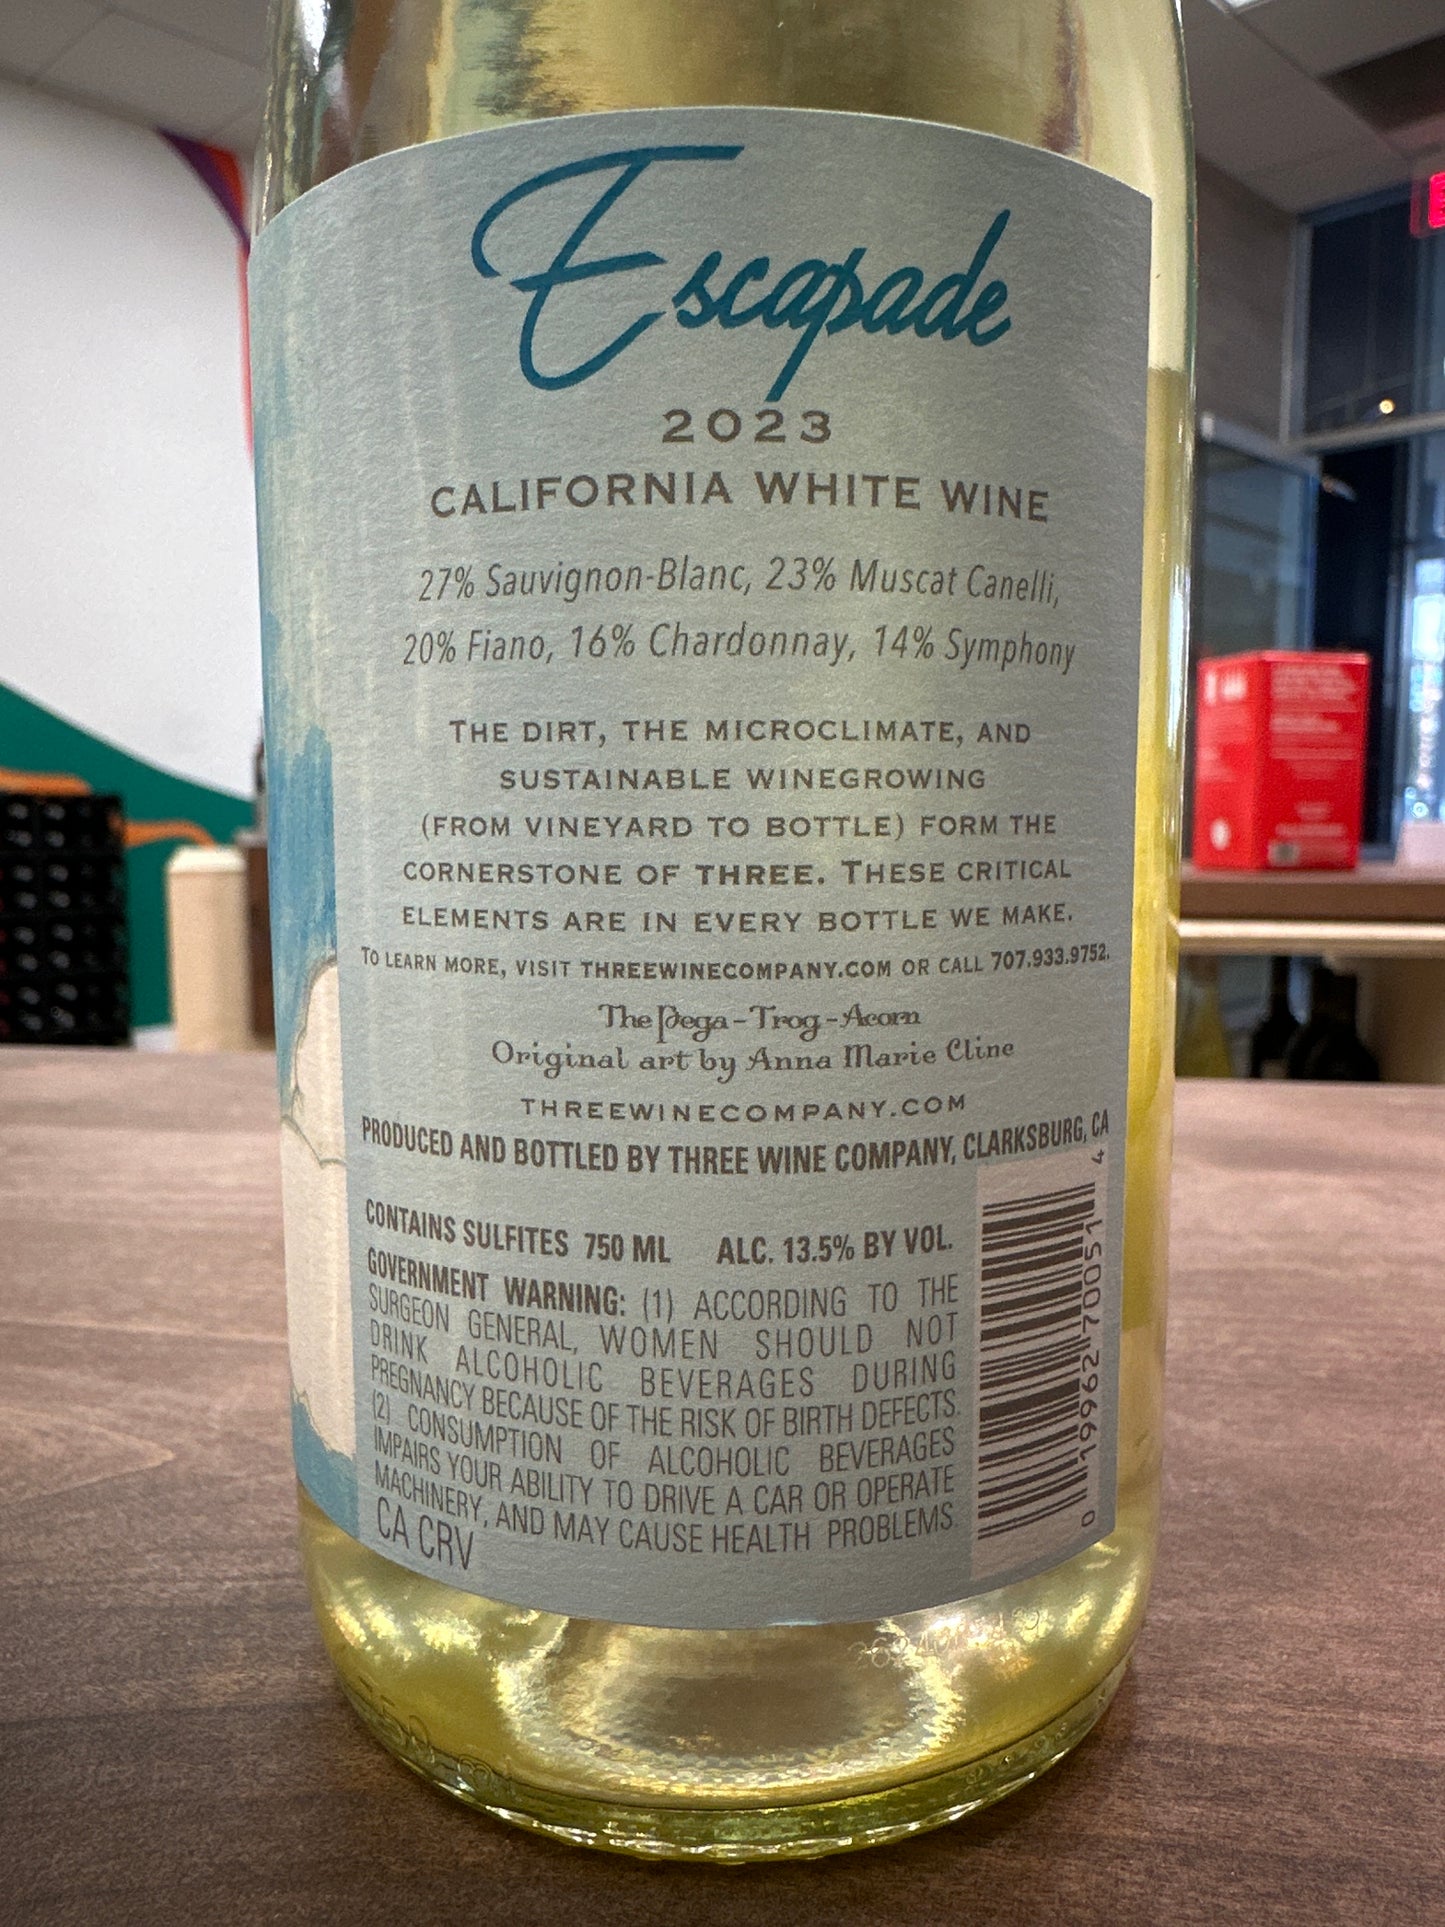 Escapade
2023
CALIFORNIA WHITE WINE
27% Sauvignon-Blanc, 23% Muscat Canelli,
20% Fiano, 16% Chardonnay, 14% Symphony
THE DIRT, THE MICROCLIMATE, AND
SUSTAINABLE WINEGROWING
(FROM VINEYARD TO BOTTLE) FORM THE
CORNERSTONE OF THREE. THESE CRITICAL
ELEMENTS ARE IN EVERY BOTTLE WE MAKE.
TO LEARN MORE, VISIT THREEWINECOMPANY.COM OR CALL 707.933.9752.
The Pega-Trog-Acorn
Original art by Anna Marie Cline
THREEWINECOMPANY.COM
PRODUCED AND BOTTLED BY THREE WINE COMPANY, CLARKSBURG, CA
CONTAINS SULFITES 750 ML ALC. 13.5% BY VOL.
GOVERNMENT WARNING: (1) ACCORDING TO THE
SURGEON GENERAL, WOMEN SHOULD NOT
DRINK ALCOHOLIC BEVERAGES DURING
PREGNANCY BECAUSE OF THE RISK OF BIRTH DEFECTS.
(2) CONSUMPTION OF ALCOHOLIC BEVERAGES
IMPAIRS YOUR ABILITY TO DRIVE A CAR OR OPERATE
MACHINERY, AND MAY CAUSE HEALTH PROBLEMS
CA CRV
0 19962 70051 4
750 ml